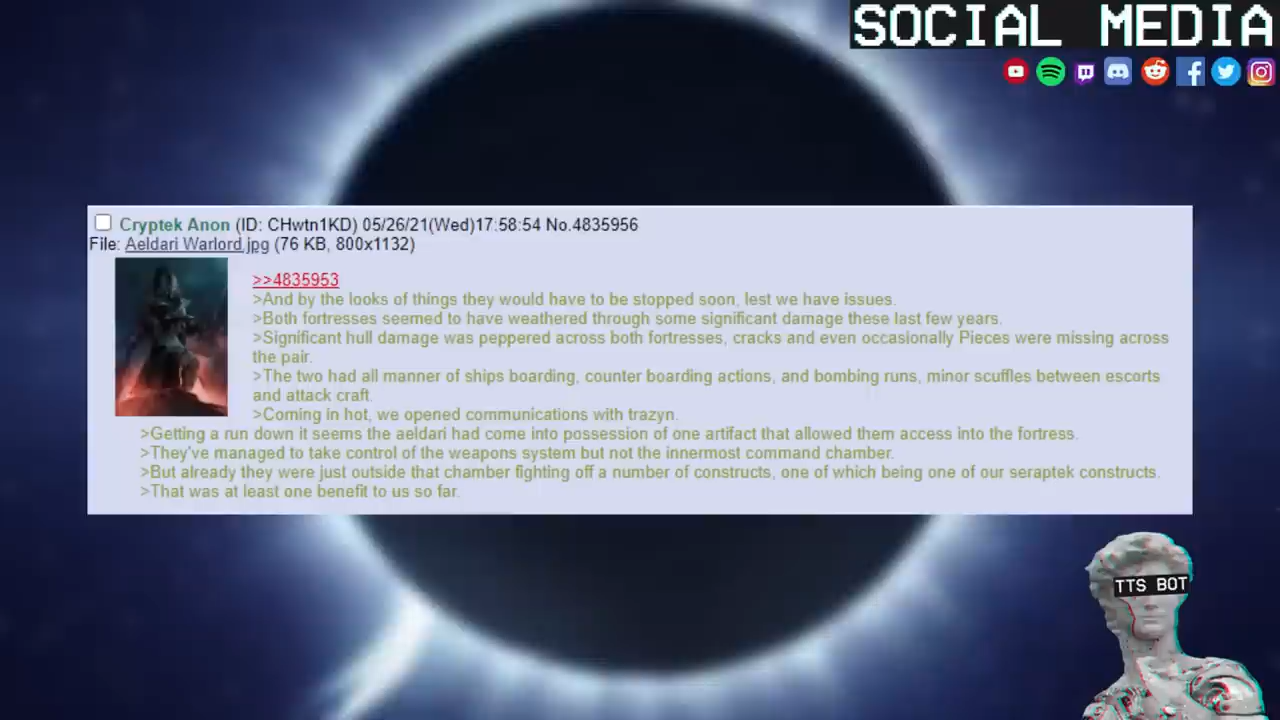 SOCIAL MEDIA
Cryptek Anon (ID: CHwtn1KD) 05/26/21(Wed)17:58:54 No.4835956
File: Aeldari Warlord.jpg (76 KB, 800x1132)
>>4835953
>And by the looks of things they would have to be stopped soon, lest we have issues.
>Both fortresses seemed to have weathered through some significant damage these last few years.
>Significant hull damage was peppered across both fortresses, cracks and even occasionally Pieces were missing across
the pair.
>The two had all manner of ships boarding, counter boarding actions, and bombing runs, minor scuffles between escorts
and attack craft.
>Coming in hot, we opened communications with trazyn.
>Getting a run down it seems the aeldari had come into possession of one artifact that allowed them access into the fortress.
>They've managed to take control of the weapons system but not the innermost command chamber.
>But already they were just outside that chamber fighting off a number of constructs, one of which being one of our seraptek constructs.
>That was at least one benefit to us so far.
TTS BOT